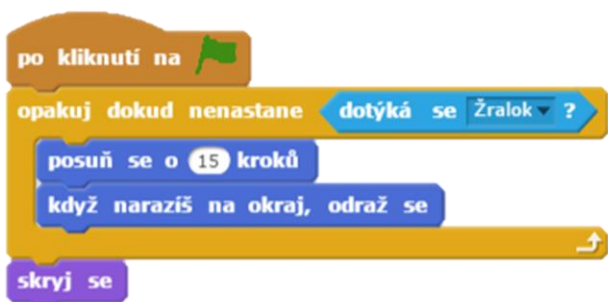 po kliknutí na
opakuj dokud nenastane dotýká se Žralok ?
posuň se o 15 kroků
když narazíš na okraj, odraž se
skryj se